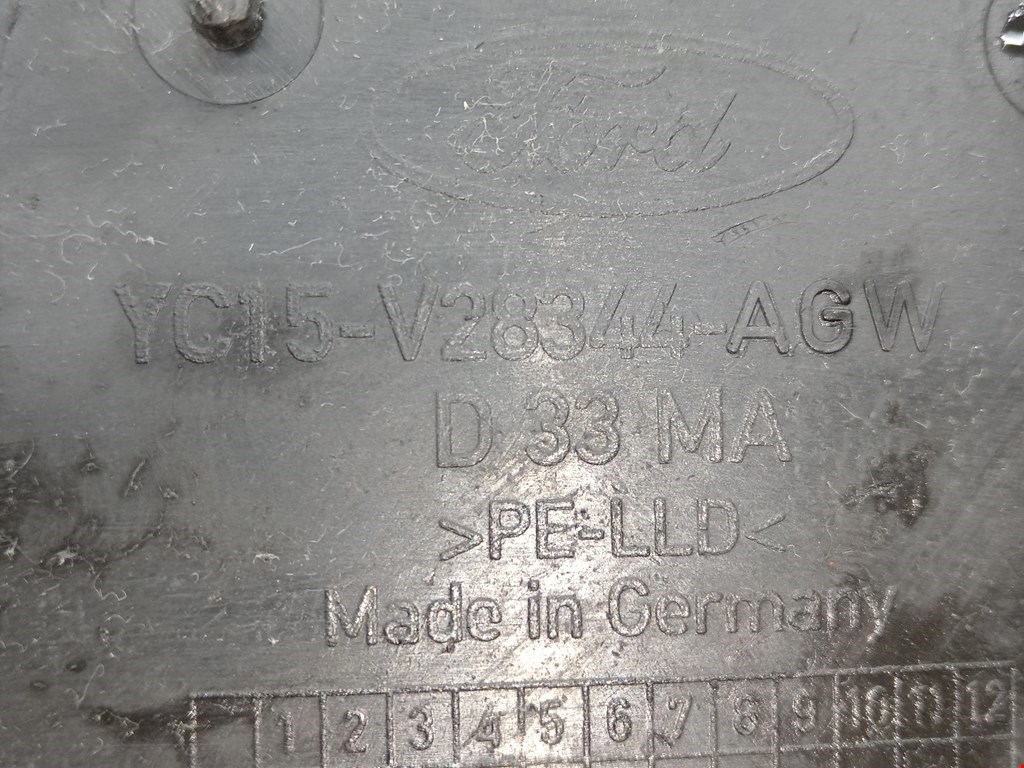 Ford
YC15-V28344-AGW
D 33 MA
>PE-LLD<
Made in Germany
1 2 3 4 5 6 7 8 9 10 11 12